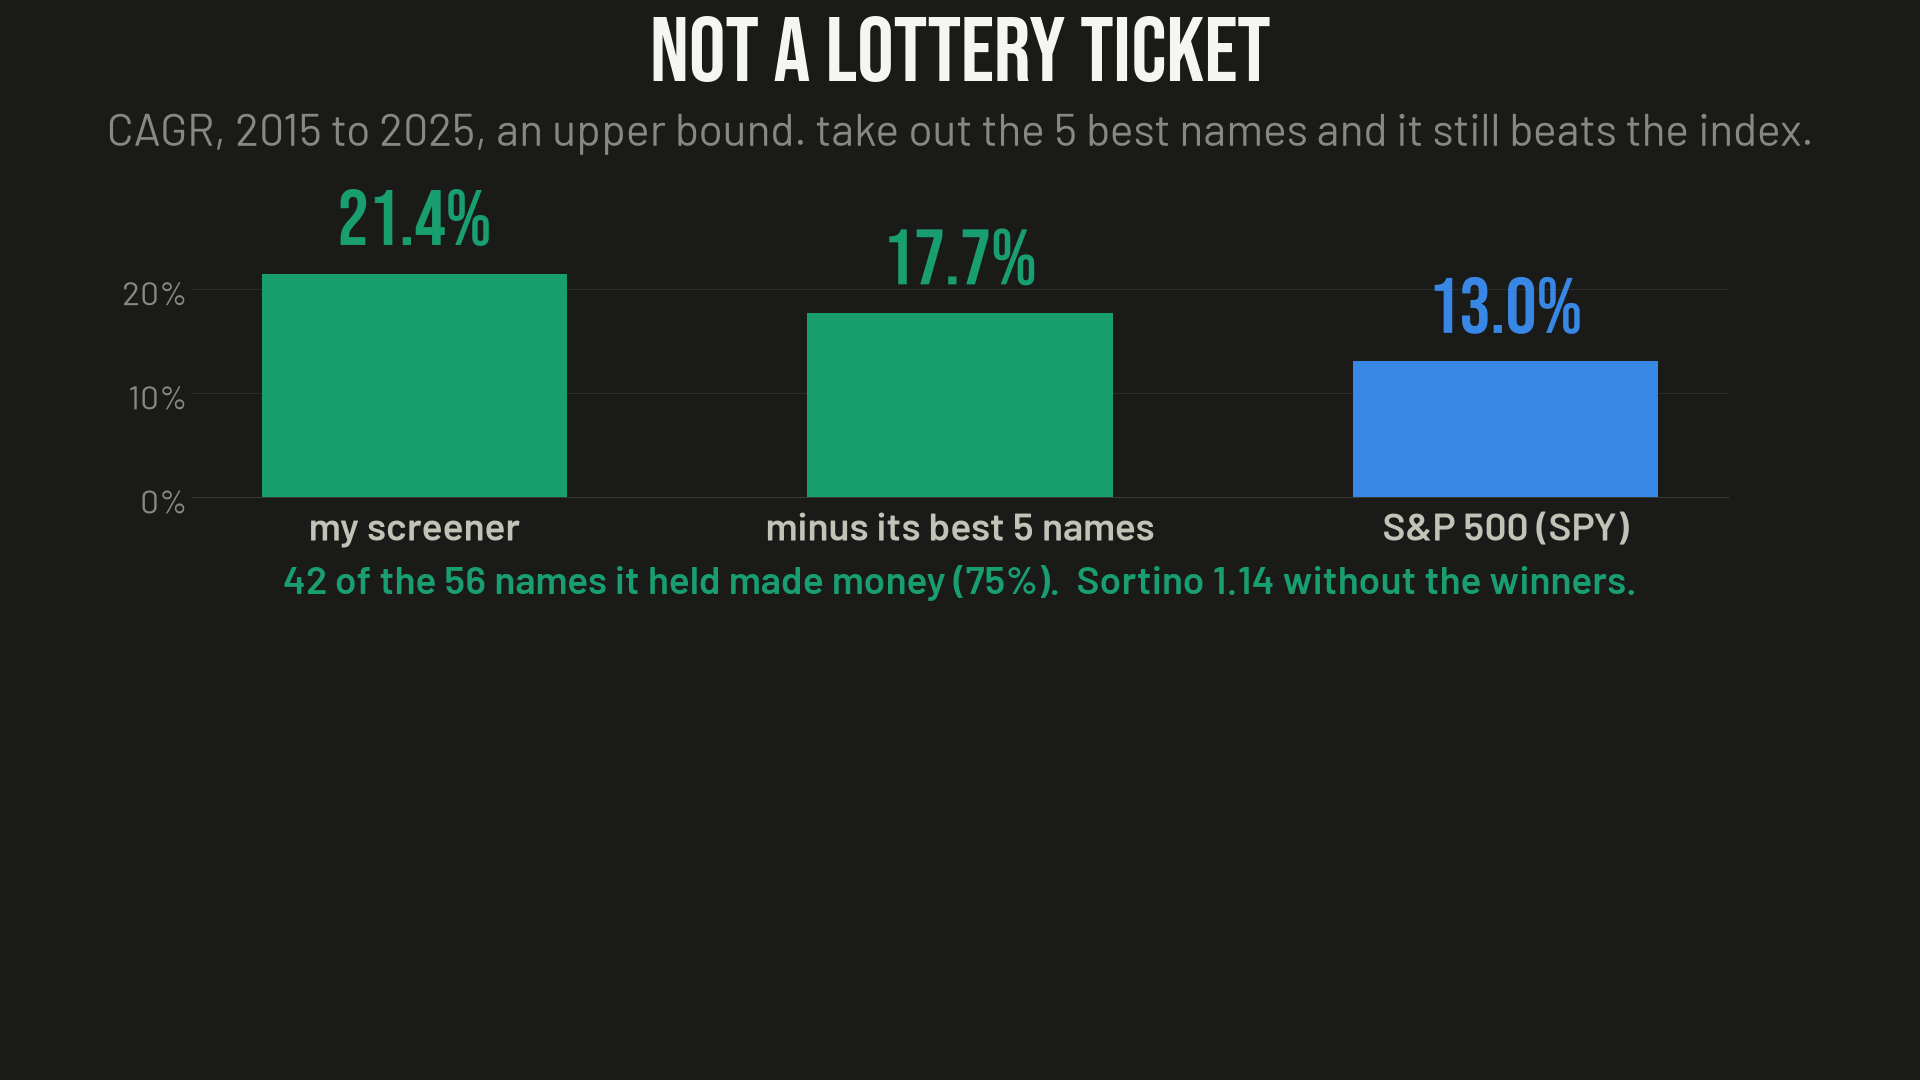 NOT A LOTTERY TICKET
CAGR, 2015 to 2025, an upper bound. take out the 5 best names and it still beats the index.
21.4%
17.7%
13.0%
20%
10%
0%
my screener
minus its best 5 names
S&P 500 (SPY)
42 of the 56 names it held made money (75%). Sortino 1.14 without the winners.